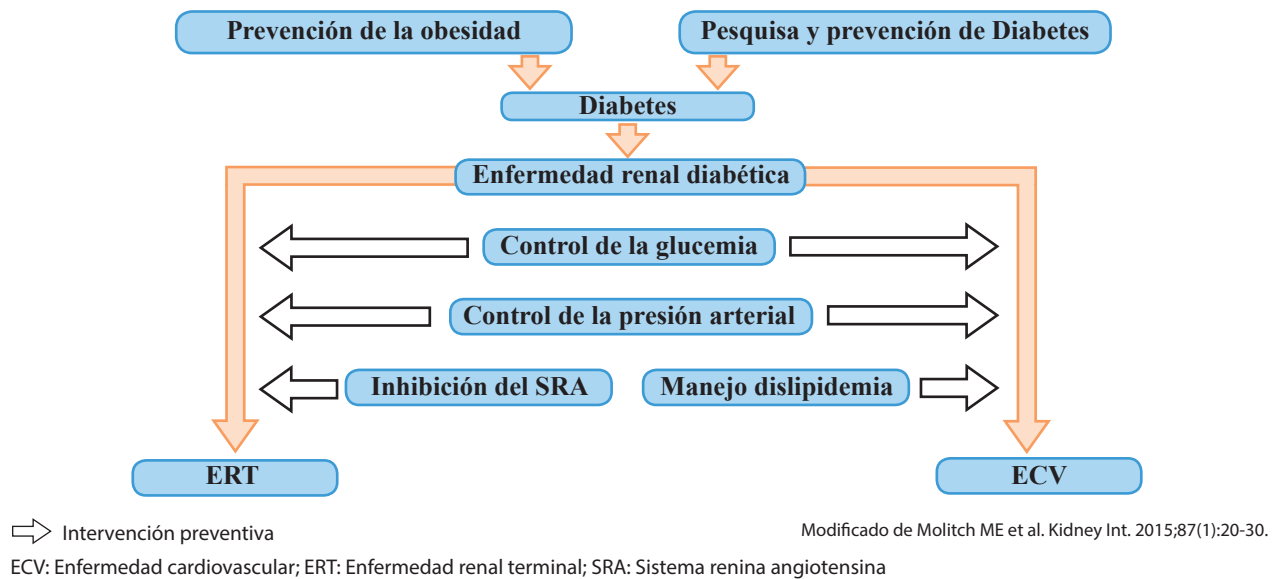 Prevención de la obesidad
Pesquisa y prevención de Diabetes
Diabetes
Enfermedad renal diabética
Control de la glucemia
Control de la presión arterial
Inhibición del SRA
Manejo dislipidemia
ERT
ECV
Intervención preventiva
Modificado de Molitch ME et al. Kidney Int. 2015;87(1):20-30.
ECV: Enfermedad cardiovascular; ERT: Enfermedad renal terminal; SRA: Sistema renina angiotensina